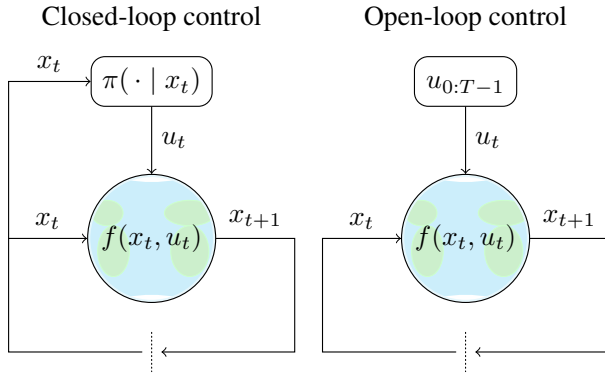 Closed-loop control
x_t
π(· | x_t)
u_t
x_t
f(x_t, u_t)
x_{t+1}
Open-loop control
u_{0:T−1}
u_t
x_t
f(x_t, u_t)
x_{t+1}